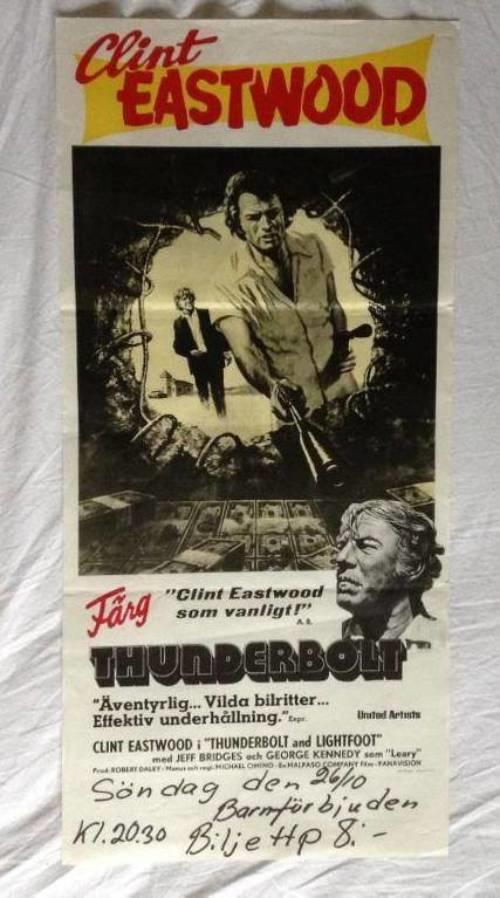 Clint
EASTWOOD
Färg
"Clint Eastwood
som vanligt!"
A.B.
THUNDERBOLT
"Äventyrlig... Vilda bilritter...
Effektiv underhållning." Expr.
United Artists
CLINT EASTWOOD i "THUNDERBOLT and LIGHTFOOT"
med JEFF BRIDGES och GEORGE KENNEDY som "Leary"
Prod: ROBERT DALEY - Manus och regi: MICHAEL CIMINO - En MALPASO COMPANY Film - PANAVISION
Söndag den 26/10
Barnförbjuden
Kl. 20.30 Biljett P 8:-